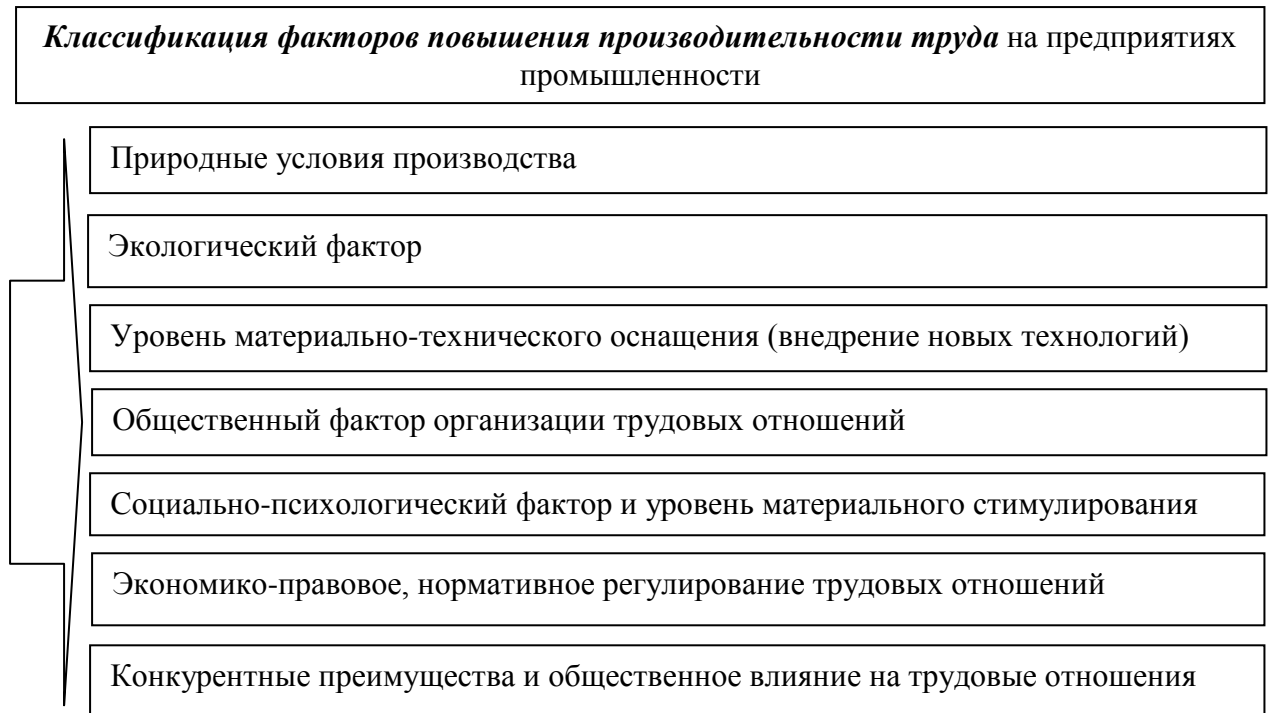 Классификация факторов повышения производительности труда на предприятиях
промышленности
Природные условия производства
Экологический фактор
Уровень материально-технического оснащения (внедрение новых технологий)
Общественный фактор организации трудовых отношений
Социально-психологический фактор и уровень материального стимулирования
Экономико-правовое, нормативное регулирование трудовых отношений
Конкурентные преимущества и общественное влияние на трудовые отношения